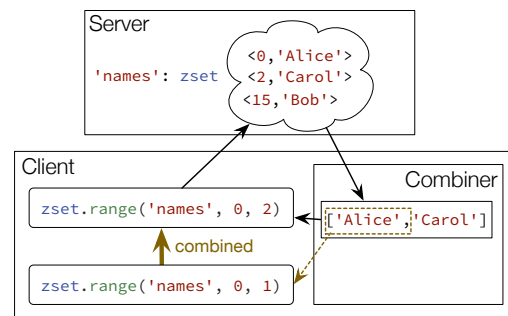 Server
<0,'Alice'>
'names': zset <2,'Carol'>
<15,'Bob'>
Client
Combiner
zset.range('names', 0, 2)
['Alice','Carol']
combined
zset.range('names', 0, 1)